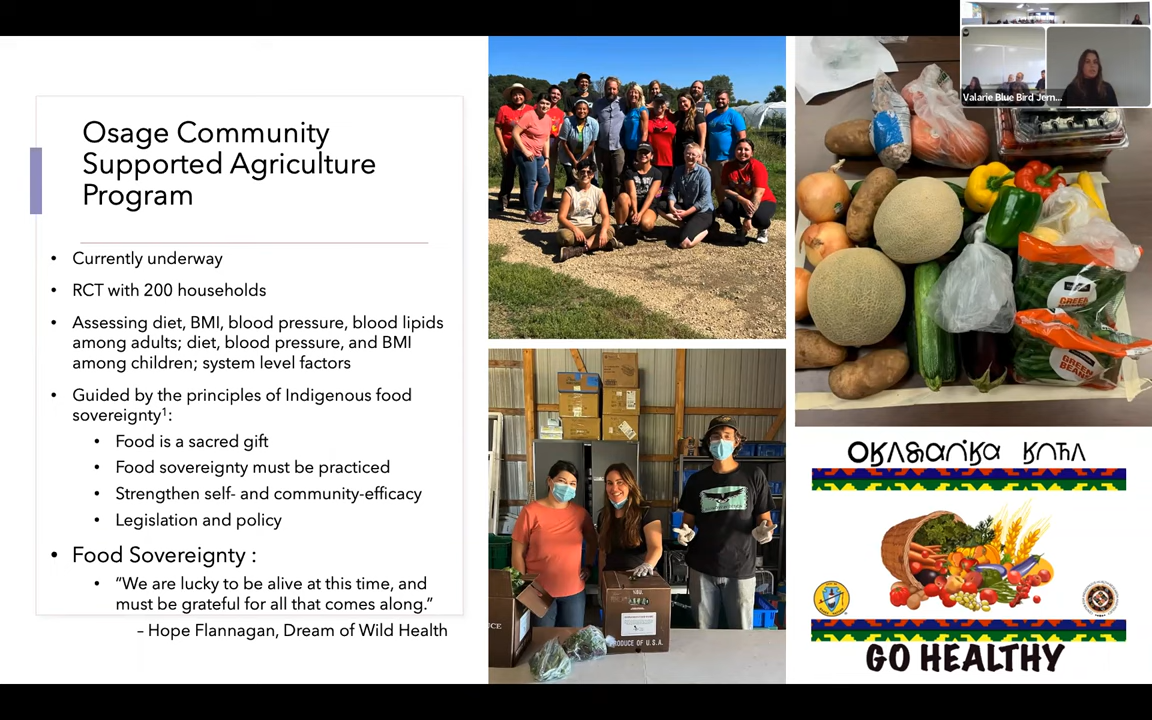 Osage Community
Supported Agriculture
Program
• Currently underway
• RCT with 200 households
• Assessing diet, BMI, blood pressure, blood lipids
among adults; diet, blood pressure, and BMI
among children; system level factors
• Guided by the principles of Indigenous food
sovereignty¹:
• Food is a sacred gift
• Food sovereignty must be practiced
• Strengthen self- and community-efficacy
• Legislation and policy
• Food Sovereignty :
• “We are lucky to be alive at this time, and
must be grateful for all that comes along.”
– Hope Flannagan, Dream of Wild Health
Valarie Blue Bird Jern...
GREEN
BEANS
GREEN
BEANS
PRODUCE OF U.S.A.
GO HEALTHY